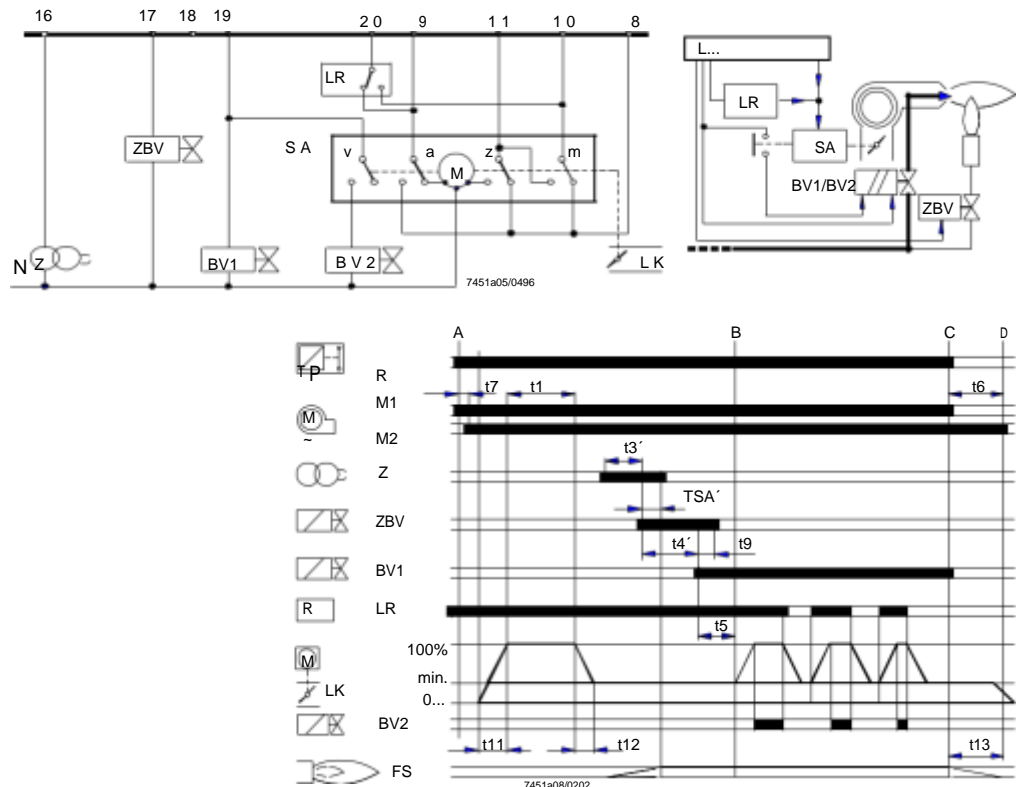 16 17 18 19 2 0 9 1 1 1 0 8
LR
ZBV
S A v a z m
M
N Z
BV1
B V 2
L K
7451a05/0496
L...
LR
SA
BV1/BV2
ZBV
A B C D
T P R
t7 t1 t6
M1
M
~ M2
t3´
Z
TSA´
ZBV
t4´ t9
BV1
R LR
t5
100%
M min.
LK 0...
BV2
t11 t12 t13
FS
7451a08/0202